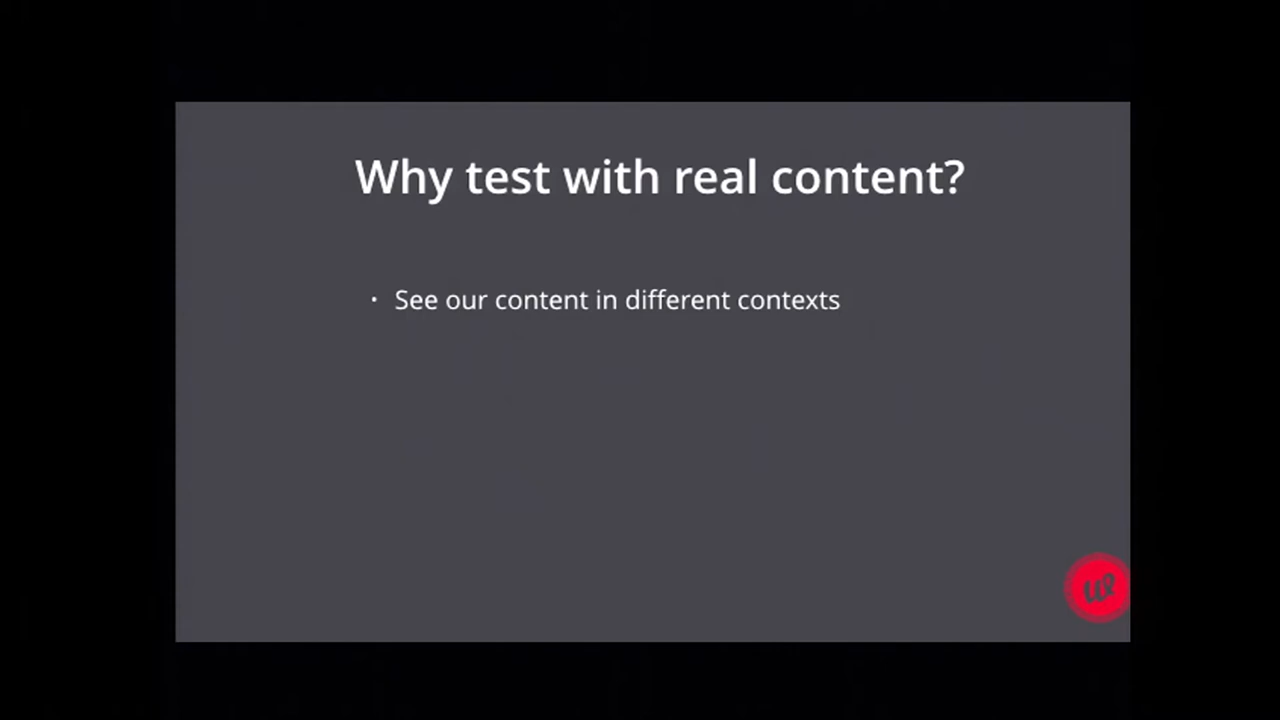 Why test with real content?
• See our content in different contexts